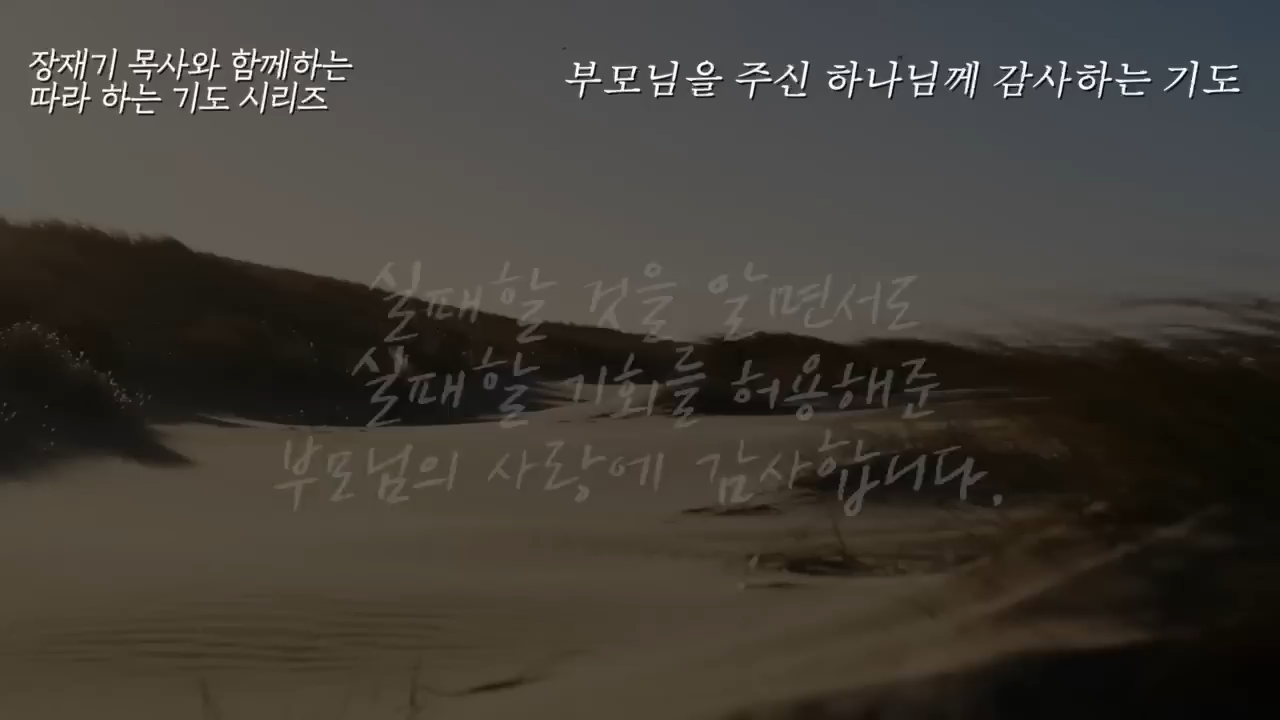 장재기 목사와 함께하는
따라 하는 기도 시리즈
부모님을 주신 하나님께 감사하는 기도
실패할 것을 알면서도
실패할 기회를 허용해준
부모님의 사랑에 감사합니다.